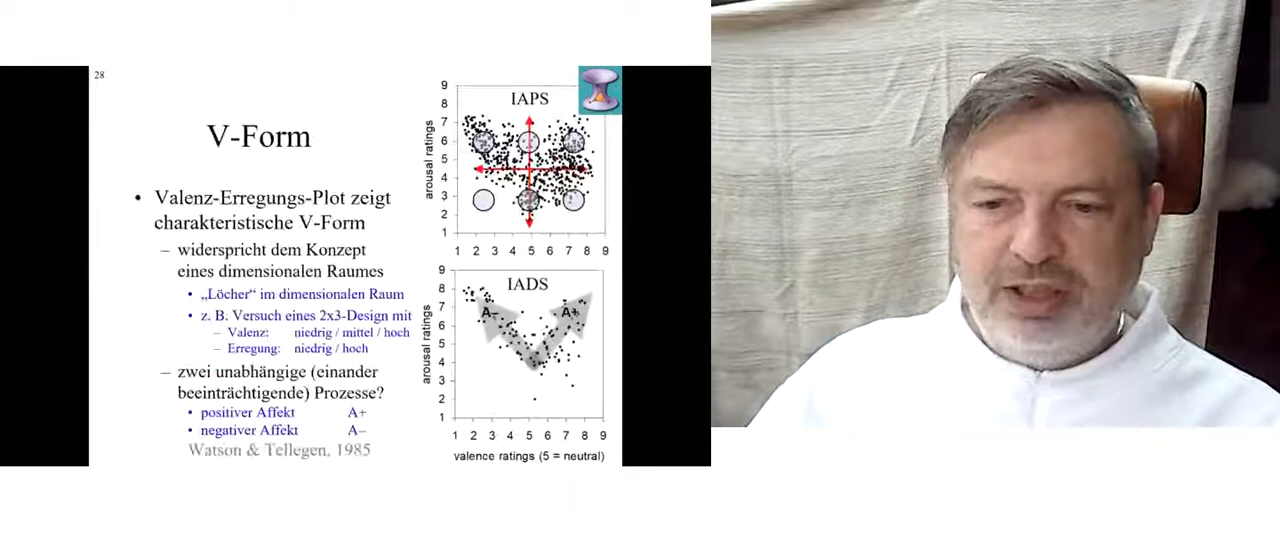 28
V-Form
• Valenz-Erregungs-Plot zeigt
charakteristische V-Form
– widerspricht dem Konzept
eines dimensionalen Raumes
• „Löcher“ im dimensionalen Raum
• z. B. Versuch eines 2x3-Design mit
– Valenz: niedrig / mittel / hoch
– Erregung: niedrig / hoch
– zwei unabhängige (einander
beeinträchtigende) Prozesse?
• positiver Affekt A+
• negativer Affekt A–
Watson & Tellegen, 1985
IAPS
arousal ratings
9
8
7
6
5
4
3
2
1
1 2 3 4 5 6 7 8 9
IADS
arousal ratings
9
8
7
6
5
4
3
2
1
A–
A+
1 2 3 4 5 6 7 8 9
valence ratings (5 = neutral)